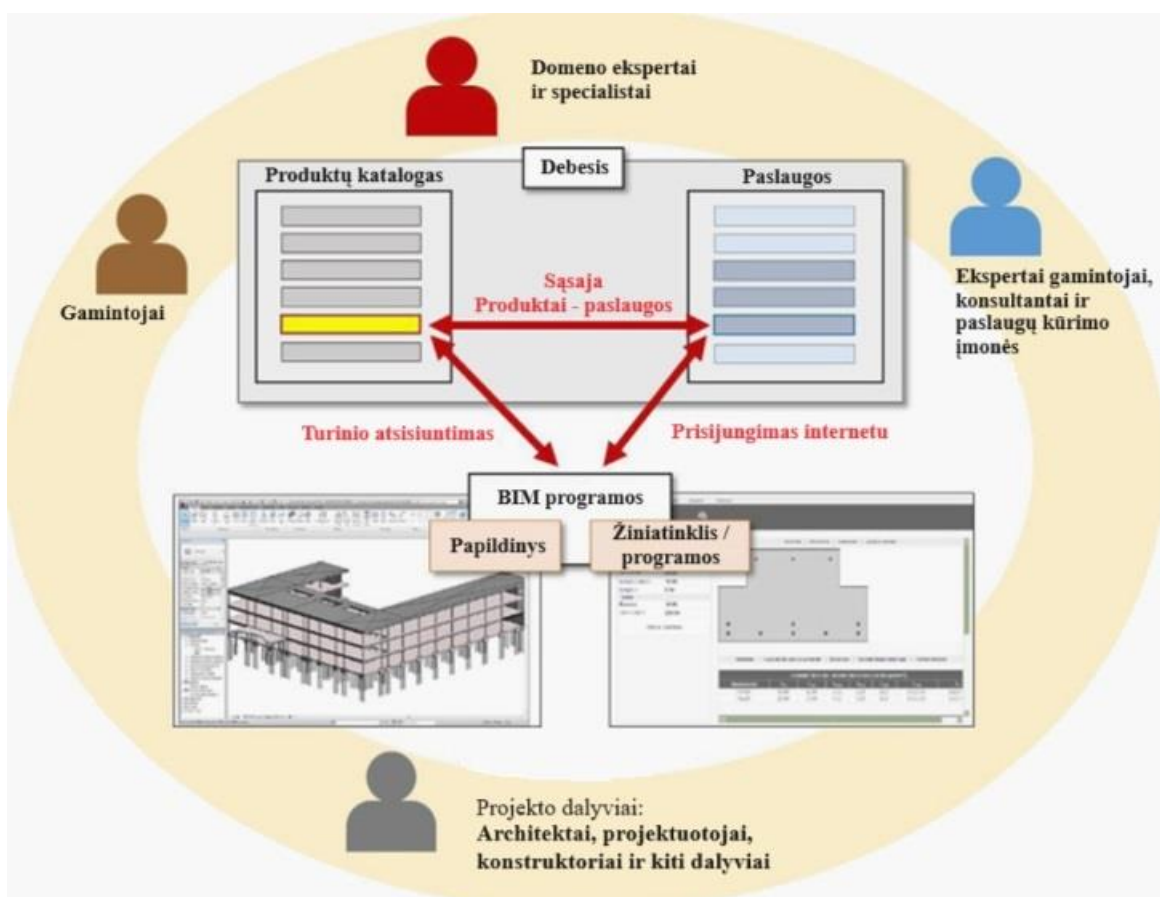 Domeno ekspertai
ir specialistai
Debesis
Produktų katalogas
Paslaugos
Gamintojai
Ekspertai gamintojai,
konsultantai ir
paslaugų kūrimo
įmonės
Sąsaja
Produktai - paslaugos
Turinio atsisiuntimas
Prisijungimas internetu
BIM programos
Papildinys
Žiniatinklis /
programos
Projekto dalyviai:
Architektai, projektuotojai,
konstruktoriai ir kiti dalyviai